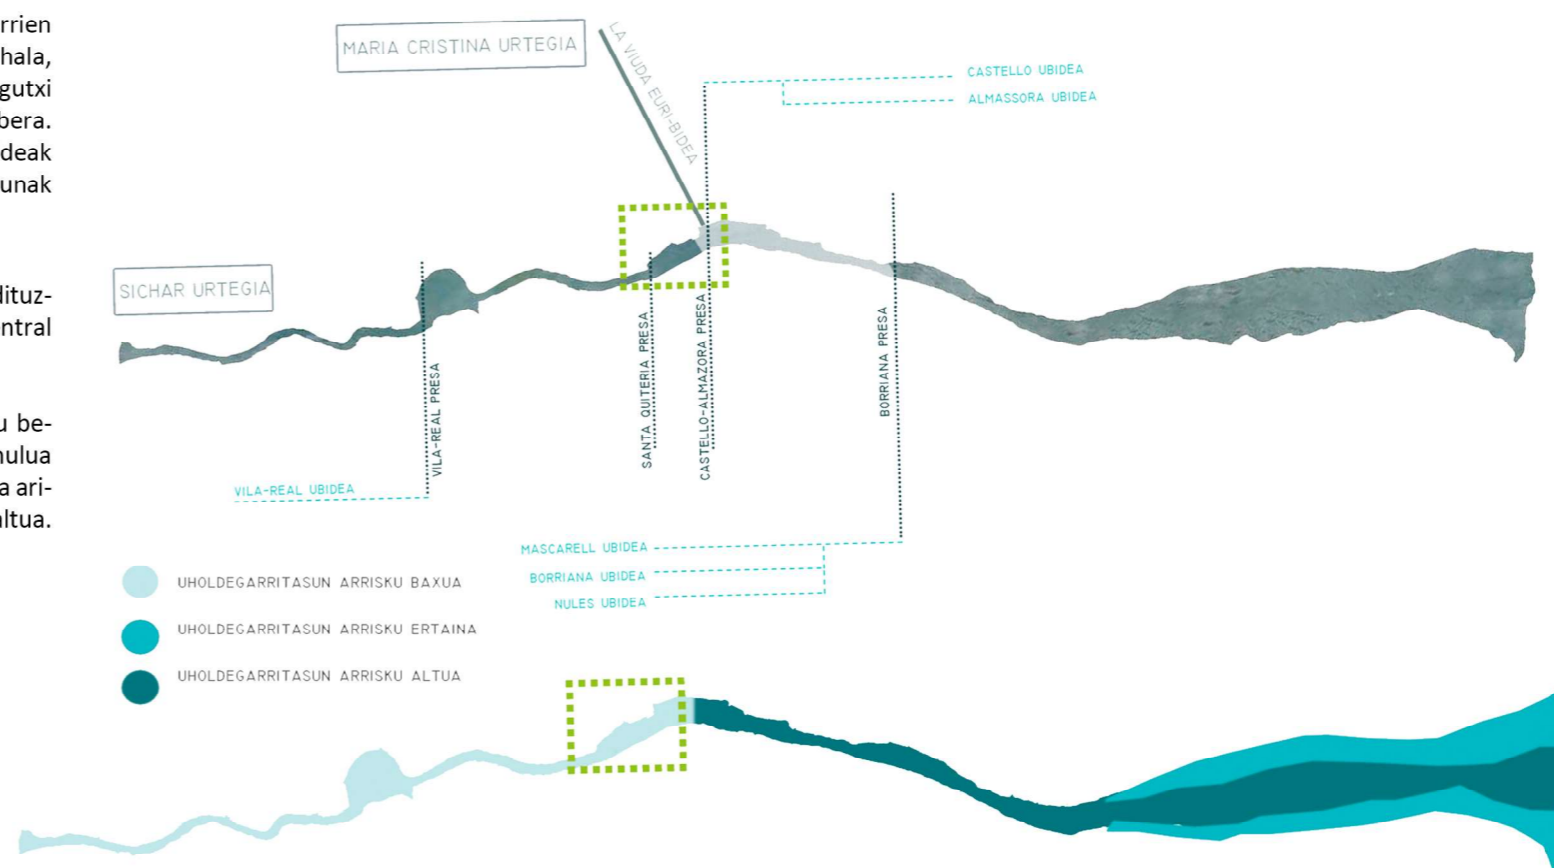 rrien
hala,
gutxi
bera.
deak
unak
dituz-
entral
u be-
nulua
a ari-
altua.
MARIA CRISTINA URTEGIA
LA VIUDA EURI-BIDEA
CASTELLO UBIDEA
ALMASSORA UBIDEA
SICHAR URTEGIA
VILA-REAL PRESA
SANTA QUITERIA PRESA
CASTELLO-ALMAZORA PRESA
BORRIANA PRESA
VILA-REAL UBIDEA
MASCARELL UBIDEA
BORRIANA UBIDEA
NULES UBIDEA
UHOLDEGARRITASUN ARRISKU BAXUA
UHOLDEGARRITASUN ARRISKU ERTAINA
UHOLDEGARRITASUN ARRISKU ALTUA